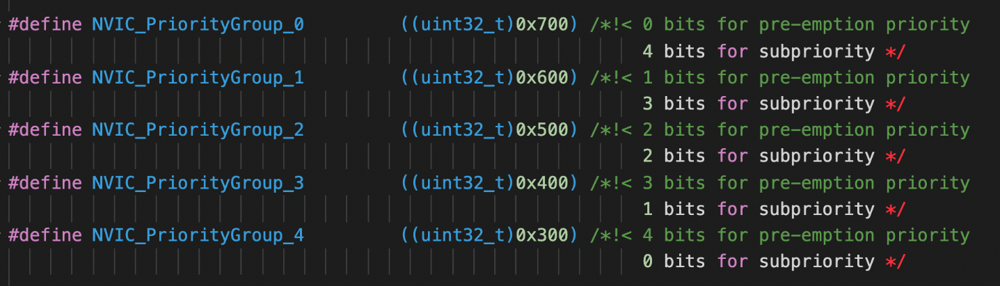 #define NVIC_PriorityGroup_0         ((uint32_t)0x700) /*!< 0 bits for pre-emption priority
                                                            4 bits for subpriority */
#define NVIC_PriorityGroup_1         ((uint32_t)0x600) /*!< 1 bits for pre-emption priority
                                                            3 bits for subpriority */
#define NVIC_PriorityGroup_2         ((uint32_t)0x500) /*!< 2 bits for pre-emption priority
                                                            2 bits for subpriority */
#define NVIC_PriorityGroup_3         ((uint32_t)0x400) /*!< 3 bits for pre-emption priority
                                                            1 bits for subpriority */
#define NVIC_PriorityGroup_4         ((uint32_t)0x300) /*!< 4 bits for pre-emption priority
                                                            0 bits for subpriority */